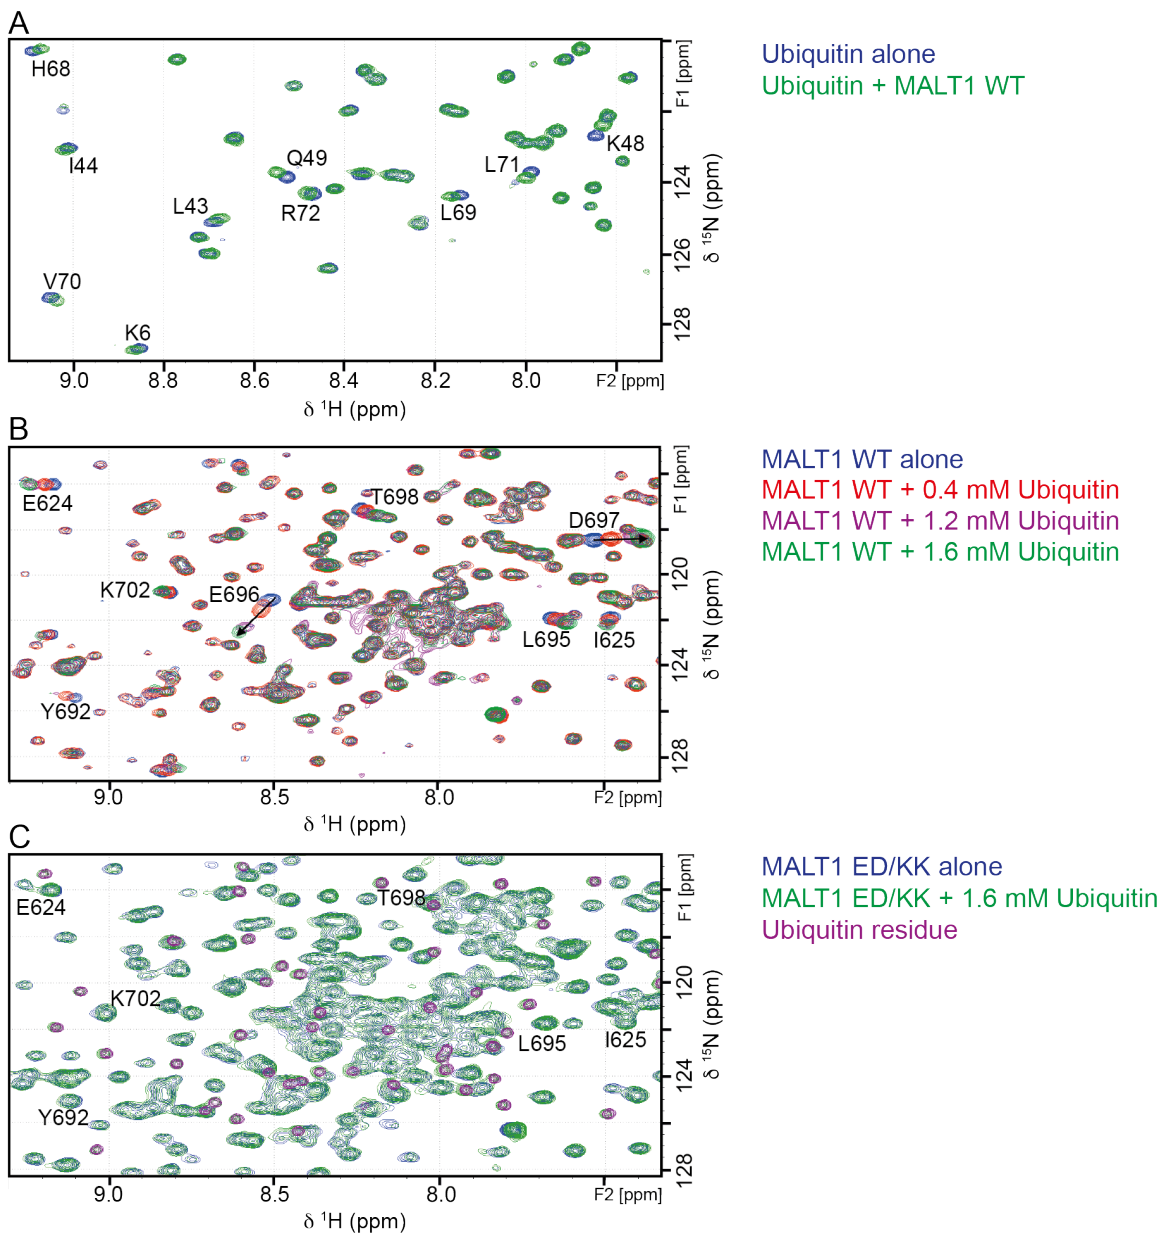 A
H68
I44
L43
V70
K6
Q49
R72
L69
L71
K48
F1 [ppm]
124
126
128
δ ¹⁵N (ppm)
9.0 8.8 8.6 8.4 8.2 8.0 F2 [ppm]
δ ¹H (ppm)
Ubiquitin alone
Ubiquitin + MALT1 WT
B
E624
T698
D697
K702
E696
L695
I625
Y692
F1 [ppm]
120
124
128
δ ¹⁵N (ppm)
9.0 8.5 8.0 F2 [ppm]
δ ¹H (ppm)
MALT1 WT alone
MALT1 WT + 0.4 mM Ubiquitin
MALT1 WT + 1.2 mM Ubiquitin
MALT1 WT + 1.6 mM Ubiquitin
C
E624
T698
K702
L695
I625
Y692
F1 [ppm]
120
124
128
δ ¹⁵N (ppm)
9.0 8.5 8.0 F2 [ppm]
δ ¹H (ppm)
MALT1 ED/KK alone
MALT1 ED/KK + 1.6 mM Ubiquitin
Ubiquitin residue